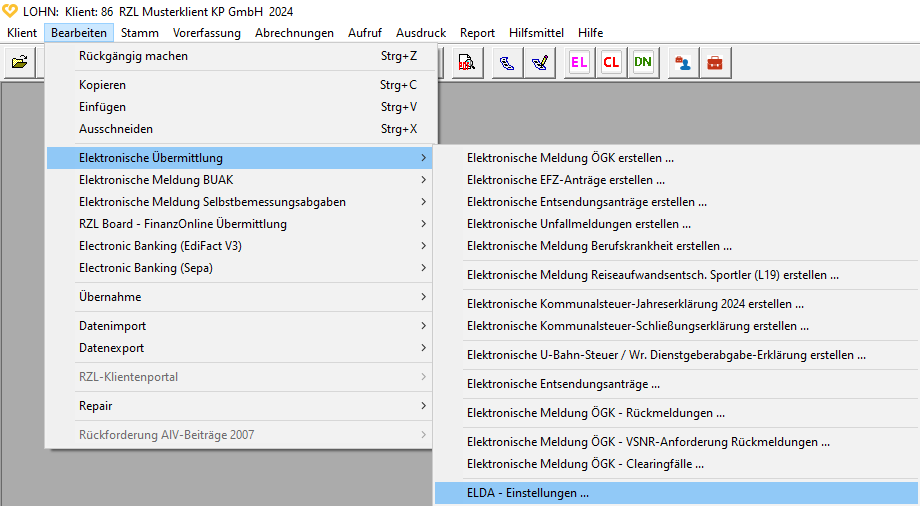 LOHN: Klient: 86 RZL Musterklient KP GmbH 2024
Klient Bearbeiten Stamm Vorerfassung Abrechnungen Aufruf Ausdruck Report Hilfsmittel Hilfe
EL CL DN
Rückgängig machen Strg+Z
Kopieren Strg+C
Einfügen Strg+V
Ausschneiden Strg+X
Elektronische Übermittlung
Elektronische Meldung BUAK
Elektronische Meldung Selbstbemessungsabgaben
RZL Board - FinanzOnline Übermittlung
Electronic Banking (EdiFact V3)
Electronic Banking (Sepa)
Übernahme
Datenimport
Datenexport
RZL-Klientenportal
Repair
Rückforderung AlV-Beiträge 2007
Elektronische Meldung ÖGK erstellen ...
Elektronische EFZ-Anträge erstellen ...
Elektronische Entsendungsanträge erstellen ...
Elektronische Unfallmeldungen erstellen ...
Elektronische Meldung Berufskrankheit erstellen ...
Elektronische Meldung Reiseaufwandsentsch. Sportler (L19) erstellen ...
Elektronische Kommunalsteuer-Jahreserklärung 2024 erstellen ...
Elektronische Kommunalsteuer-Schließungserklärung erstellen ...
Elektronische U-Bahn-Steuer / Wr. Dienstgeberabgabe-Erklärung erstellen ...
Elektronische Entsendungsanträge ...
Elektronische Meldung ÖGK - Rückmeldungen ...
Elektronische Meldung ÖGK - VSNR-Anforderung Rückmeldungen ...
Elektronische Meldung ÖGK - Clearingfälle ...
ELDA - Einstellungen ...